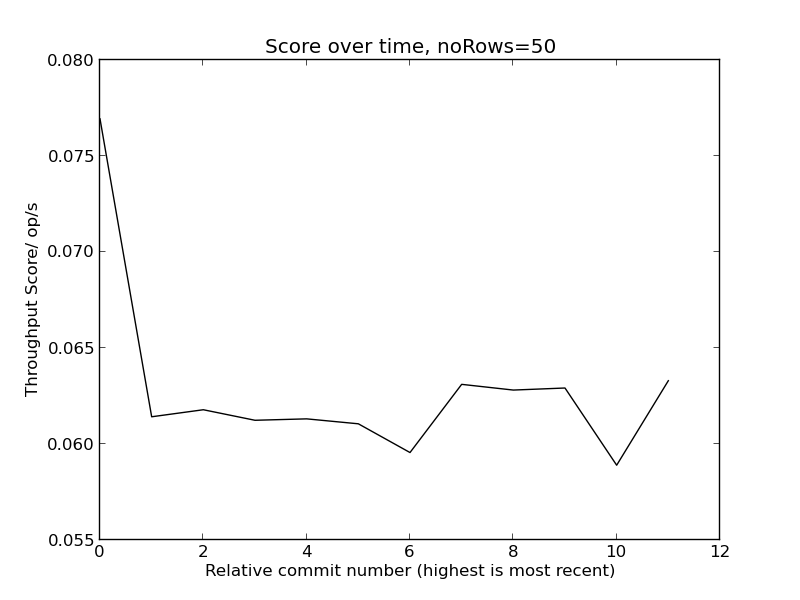 Score over time, noRows=50
0.080
0.075
0.070
0.065
0.060
0.055
Throughput Score/ op/s
0 2 4 6 8 10 12
Relative commit number (highest is most recent)